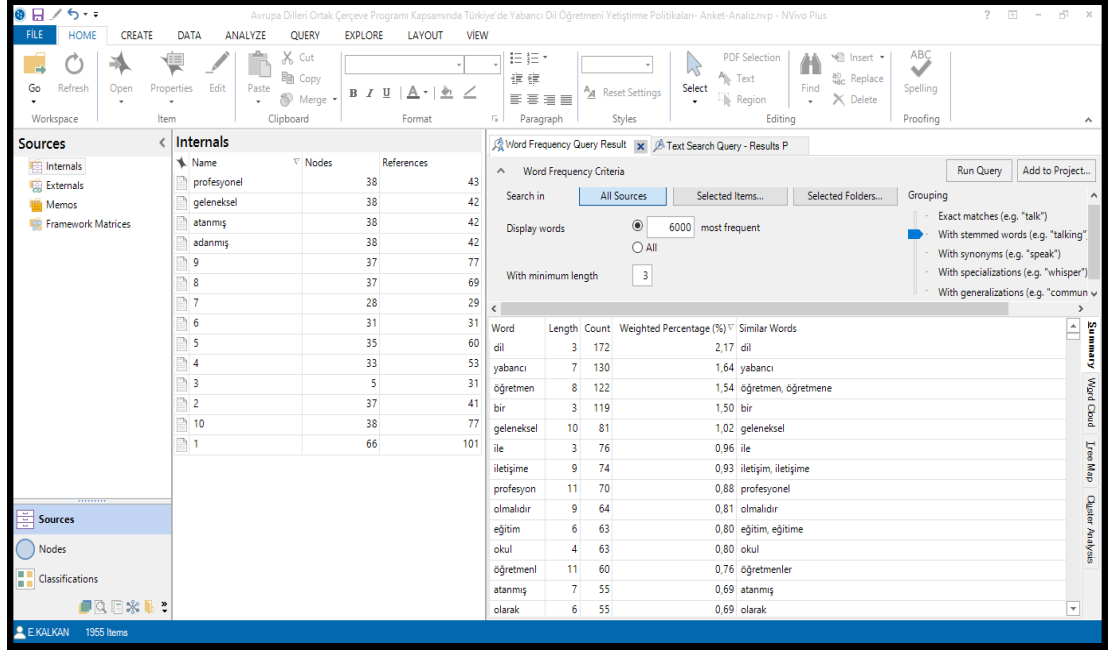 Avrupa Dilleri Ortak Çerçeve Programı Kapsamında Türkiye'de Yabancı Dil Öğretmeni Yetiştirme Politikaları- Anket-Analiz.nvp - NVivo Plus
FILE HOME CREATE DATA ANALYZE QUERY EXPLORE LAYOUT VIEW
Go Refresh Open Properties Edit Paste Cut Copy Merge
B I U A
Reset Settings Select PDF Selection Text Region Find Insert Replace Delete ABC Spelling
Workspace Item Clipboard Format Paragraph Styles Editing Proofing
Sources
Internals
Externals
Memos
Framework Matrices
Sources
Nodes
Classifications
Internals
Name Nodes References
profesyonel 38 43
geleneksel 38 42
atanmış 38 42
adanmış 38 42
9 37 77
8 37 69
7 28 29
6 31 31
5 35 60
4 33 53
3 5 31
2 37 41
10 38 77
1 66 101
Word Frequency Query Result Text Search Query - Results P
Word Frequency Criteria Run Query Add to Project...
Search in All Sources Selected Items... Selected Folders... Grouping
Display words 6000 most frequent
All
With minimum length 3
Exact matches (e.g. "talk")
With stemmed words (e.g. "talking"
With synonyms (e.g. "speak")
With specializations (e.g. "whisper")
With generalizations (e.g. "commun
Word Length Count Weighted Percentage (%) Similar Words
dil 3 172 2,17 dil
yabancı 7 130 1,64 yabancı
öğretmen 8 122 1,54 öğretmen, öğretmene
bir 3 119 1,50 bir
geleneksel 10 81 1,02 geleneksel
ile 3 76 0,96 ile
iletişime 9 74 0,93 iletişim, iletişime
profesyon 11 70 0,88 profesyonel
olmalıdır 9 64 0,81 olmalıdır
eğitim 6 63 0,80 eğitim, eğitime
okul 4 63 0,80 okul
öğretmenl 11 60 0,76 öğretmenler
atanmış 7 55 0,69 atanmış
olarak 6 55 0,69 olarak
Summary
Word Cloud
Tree Map
Cluster Analysis
E.KALKAN 1955 Items